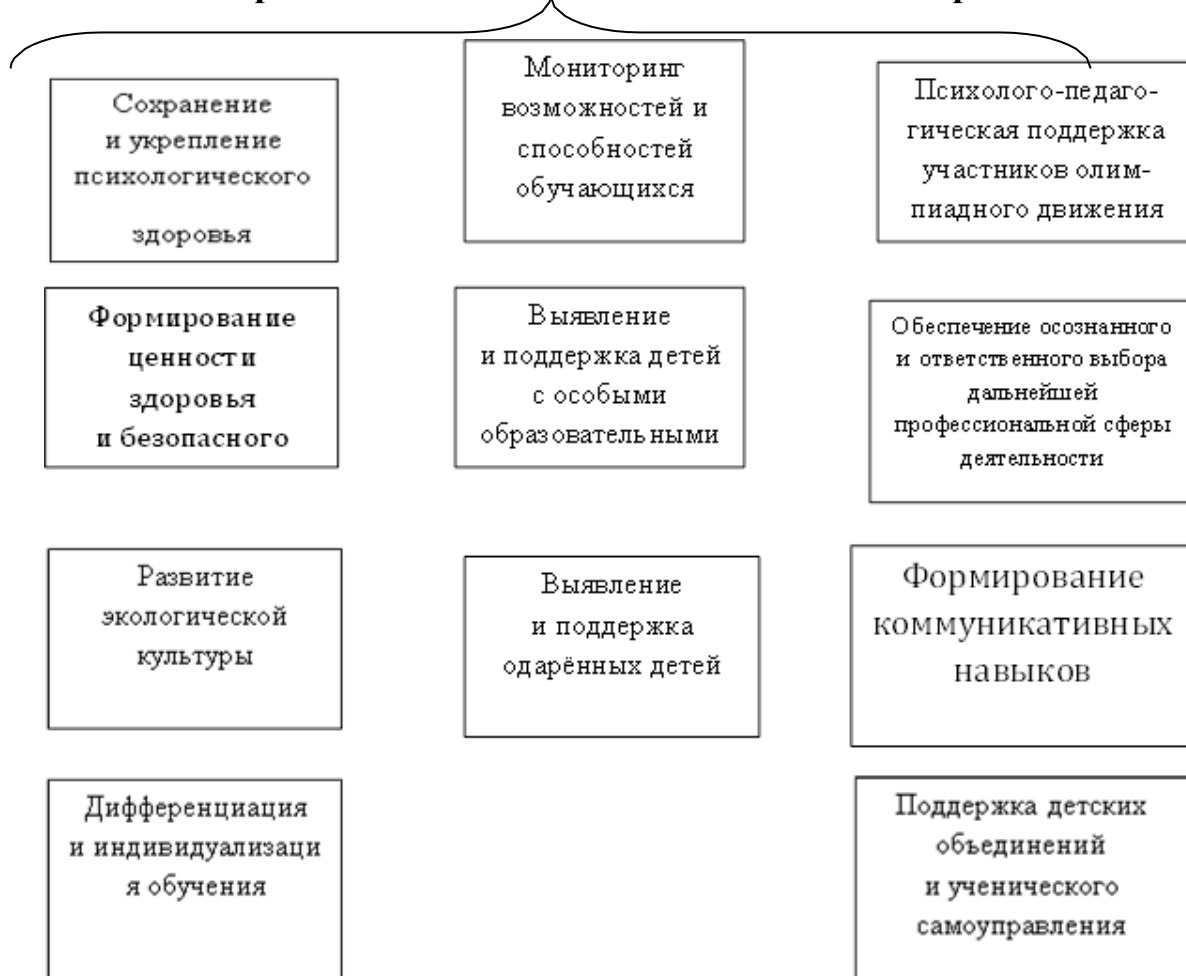 Сохранение
и укрепление
психологического
здоровья
Мониторинг
возможностей и
способностей
обучающихся
Психолого-педаго-
гическая поддержка
участников олим-
пиадного движения
Формирование
ценности
здоровья
и безопасного
Выявление
и поддержка детей
с особыми
образовательными
Обеспечение осознанного
и ответственного выбора
дальнейшей
профессиональной сферы
деятельности
Развитие
экологической
культуры
Выявление
и поддержка
одарённых детей
Формирование
коммуникативных
навыков
Дифференциация
и индивидуализаци
я обучения
Поддержка детских
объединений
и ученического
самоуправления